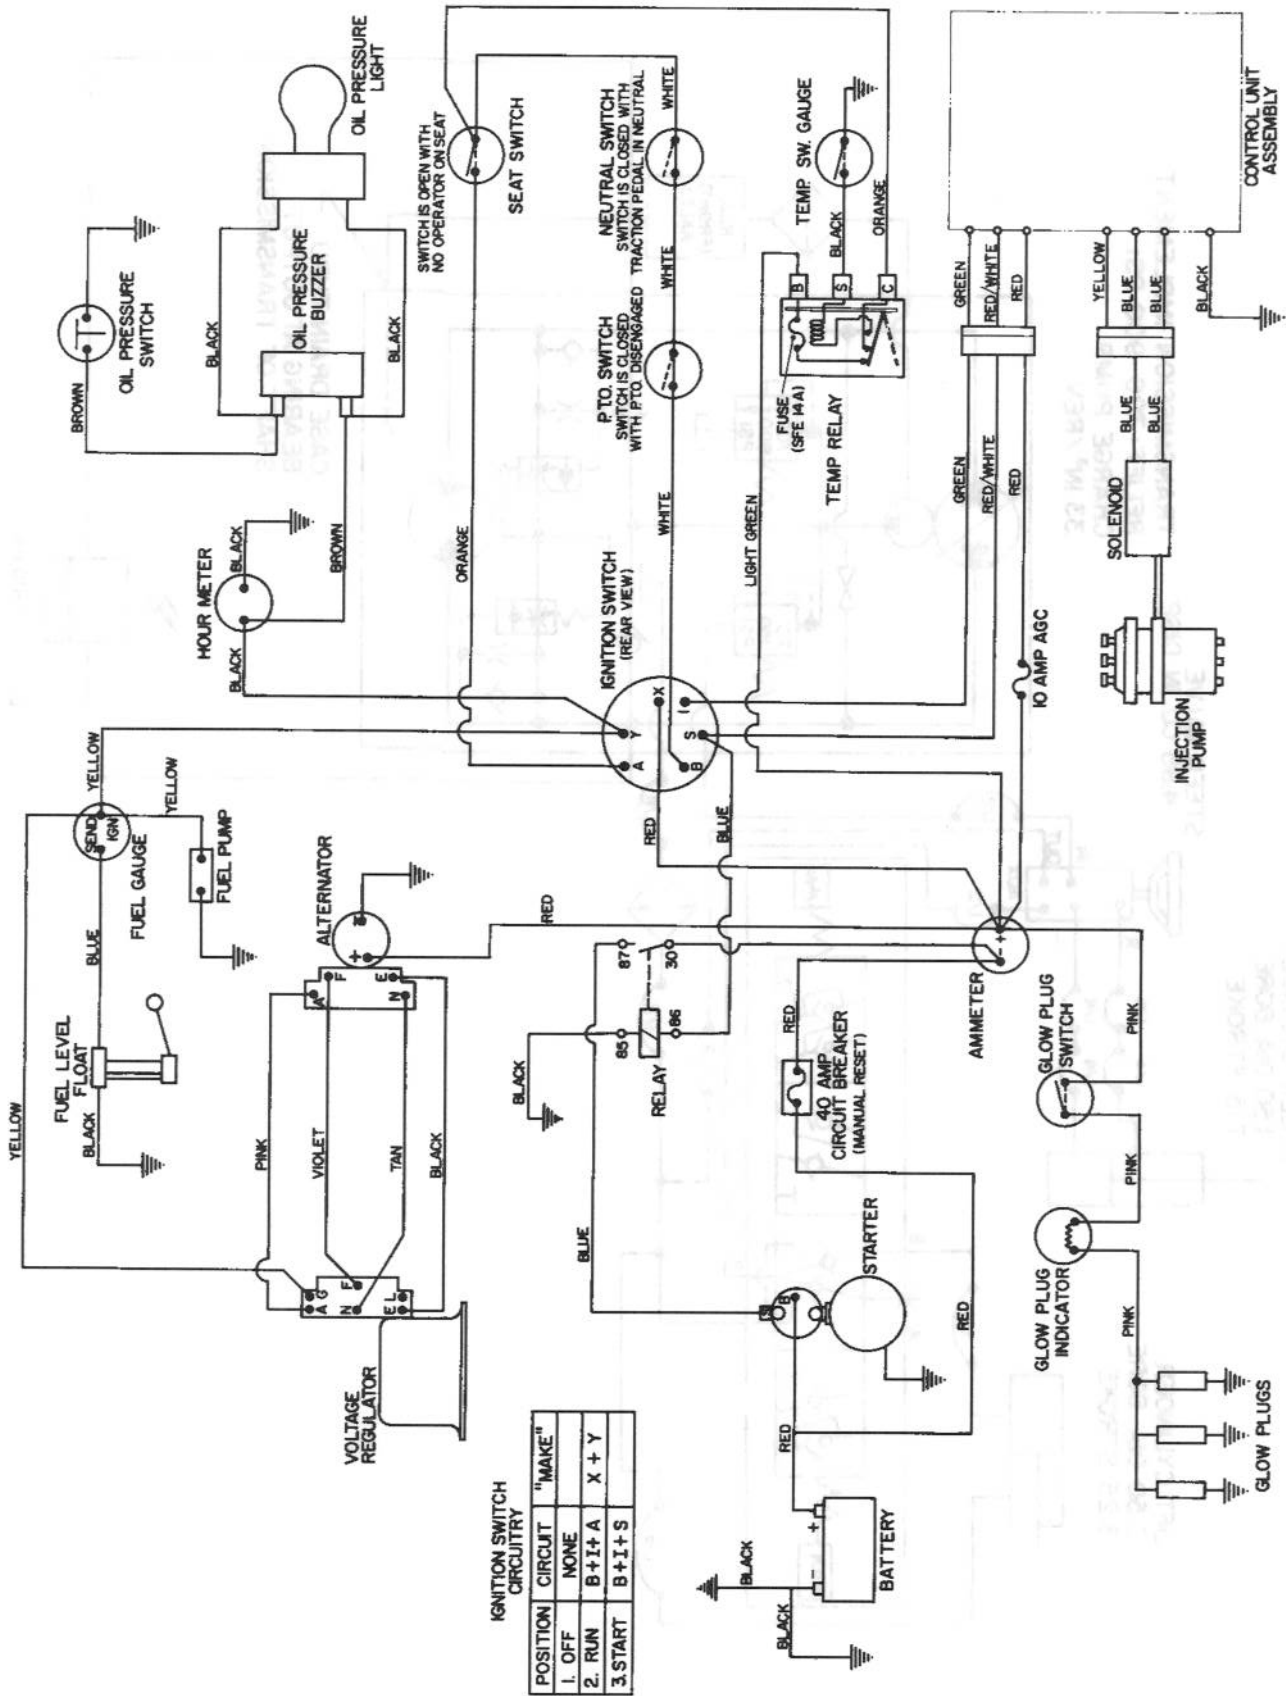 YELLOW
FUEL LEVEL
FLOAT
BLACK
BLUE
SEND
IGN
FUEL GAUGE
YELLOW
YELLOW
FUEL PUMP
BROWN
OIL PRESSURE
SWITCH
HOUR METER
BLACK
BLACK
BROWN
BLACK
OIL PRESSURE
BUZZER
BLACK
OIL PRESSURE
LIGHT
VOLTAGE
REGULATOR
A
G
N
F
E
L
PINK
VIOLET
TAN
BLACK
ALTERNATOR
A
F
N
E
+
RED
ORANGE
SWITCH IS OPEN WITH
NO OPERATOR ON SEAT
SEAT SWITCH
IGNITION SWITCH
CIRCUITRY
POSITION
CIRCUIT
"MAKE"
1. OFF
NONE
2. RUN
B+I+A
X+Y
3. START
B+I+S
BLACK
85
86
87
30
RELAY
BLUE
RED
BLUE
IGNITION SWITCH
(REAR VIEW)
A
Y
X
B
S
I
WHITE
P.T.O. SWITCH
SWITCH IS CLOSED
WITH P.T.O. DISENGAGED
WHITE
NEUTRAL SWITCH
SWITCH IS CLOSED WITH
TRACTION PEDAL IN NEUTRAL
WHITE
BLACK
BLACK
-
+
BATTERY
RED
S
B
STARTER
RED
RED
40 AMP
CIRCUIT BREAKER
(MANUAL RESET)
AMMETER
-
+
LIGHT GREEN
FUSE
(SFE 14A)
TEMP RELAY
B
S
C
BLACK
TEMP. SW. GAUGE
ORANGE
GREEN
RED/WHITE
RED
GREEN
RED/WHITE
RED
10 AMP AGC
GLOW PLUG
INDICATOR
GLOW PLUG
SWITCH
PINK
PINK
PINK
GLOW PLUGS
INJECTION
PUMP
SOLENOID
BLUE
BLUE
YELLOW
BLUE
BLUE
BLACK
CONTROL UNIT
ASSEMBLY